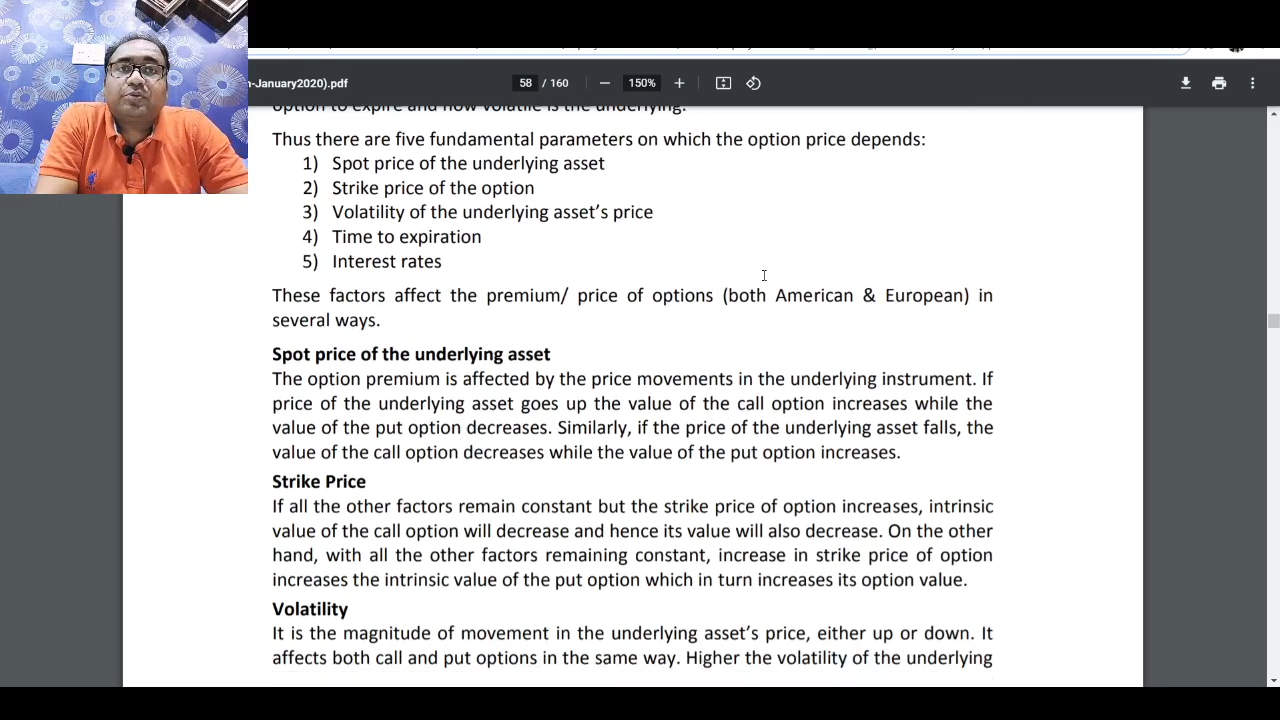 n-January2020).pdf
58 / 160
150%
option to expire and how volatile is the underlying.
Thus there are five fundamental parameters on which the option price depends:
1) Spot price of the underlying asset
2) Strike price of the option
3) Volatility of the underlying asset’s price
4) Time to expiration
5) Interest rates
These factors affect the premium/ price of options (both American & European) in
several ways.
Spot price of the underlying asset
The option premium is affected by the price movements in the underlying instrument. If
price of the underlying asset goes up the value of the call option increases while the
value of the put option decreases. Similarly, if the price of the underlying asset falls, the
value of the call option decreases while the value of the put option increases.
Strike Price
If all the other factors remain constant but the strike price of option increases, intrinsic
value of the call option will decrease and hence its value will also decrease. On the other
hand, with all the other factors remaining constant, increase in strike price of option
increases the intrinsic value of the put option which in turn increases its option value.
Volatility
It is the magnitude of movement in the underlying asset’s price, either up or down. It
affects both call and put options in the same way. Higher the volatility of the underlying